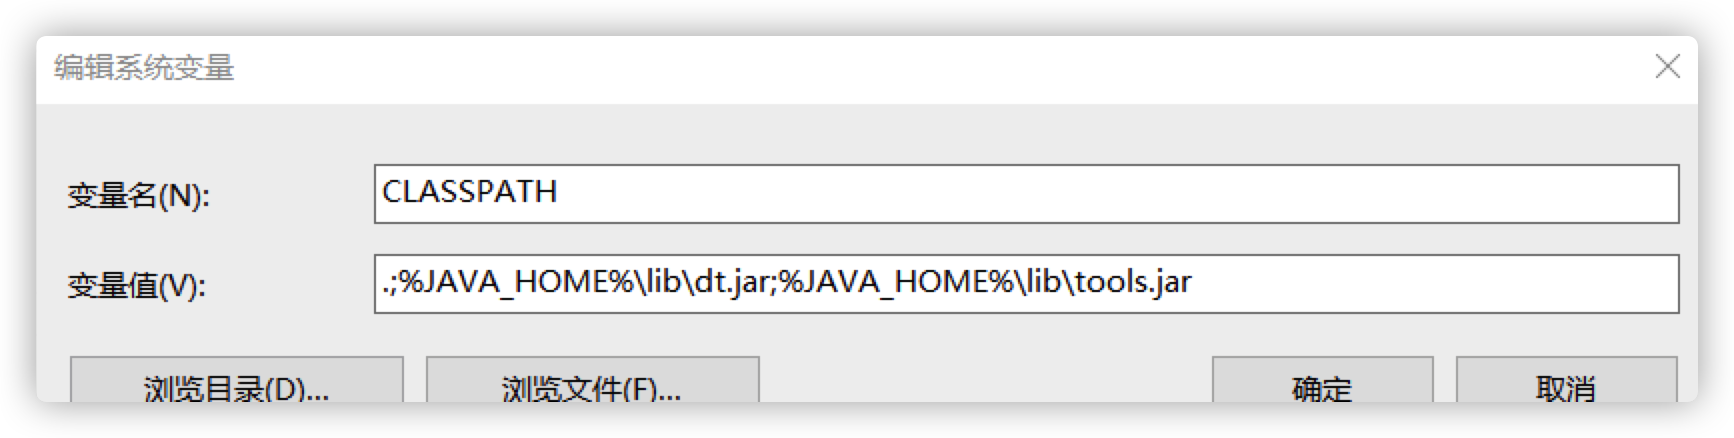 编辑系统变量
变量名(N): CLASSPATH
变量值(V): .;%JAVA_HOME%\lib\dt.jar;%JAVA_HOME%\lib\tools.jar
浏览目录(D)... 浏览文件(F)... 确定 取消